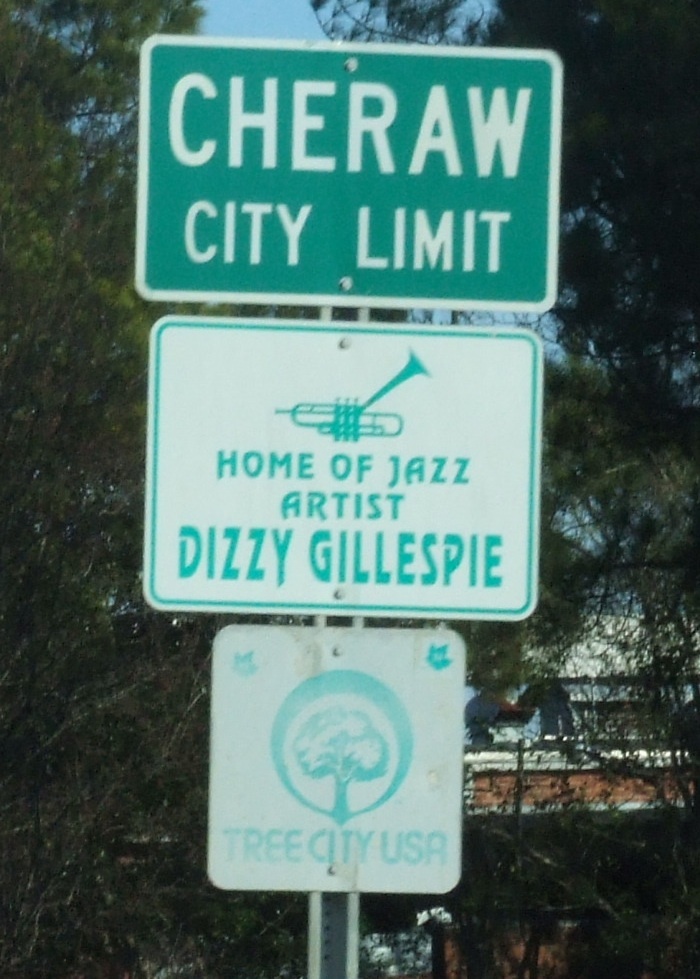 CHERAW
CITY LIMIT
HOME OF JAZZ
ARTIST
DIZZY GILLESPIE
TREE CITY USA